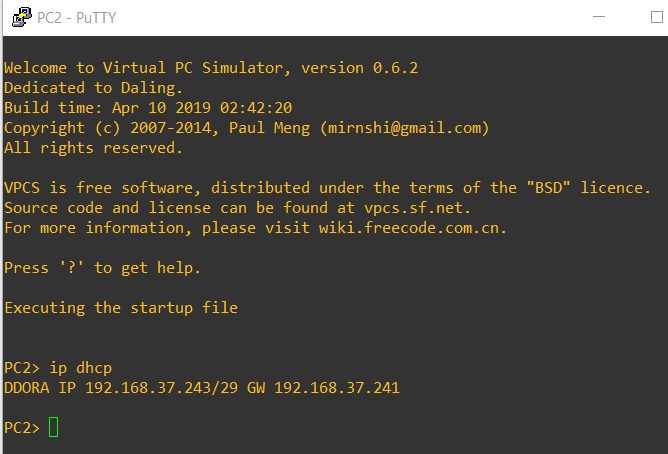 PC2 - PuTTY
Welcome to Virtual PC Simulator, version 0.6.2
Dedicated to Daling.
Build time: Apr 10 2019 02:42:20
Copyright (c) 2007-2014, Paul Meng (mirnshi@gmail.com)
All rights reserved.
VPCS is free software, distributed under the terms of the "BSD" licence.
Source code and license can be found at vpcs.sf.net.
For more information, please visit wiki.freecode.com.cn.
Press '?' to get help.
Executing the startup file
PC2> ip dhcp
DDORA IP 192.168.37.243/29 GW 192.168.37.241
PC2>